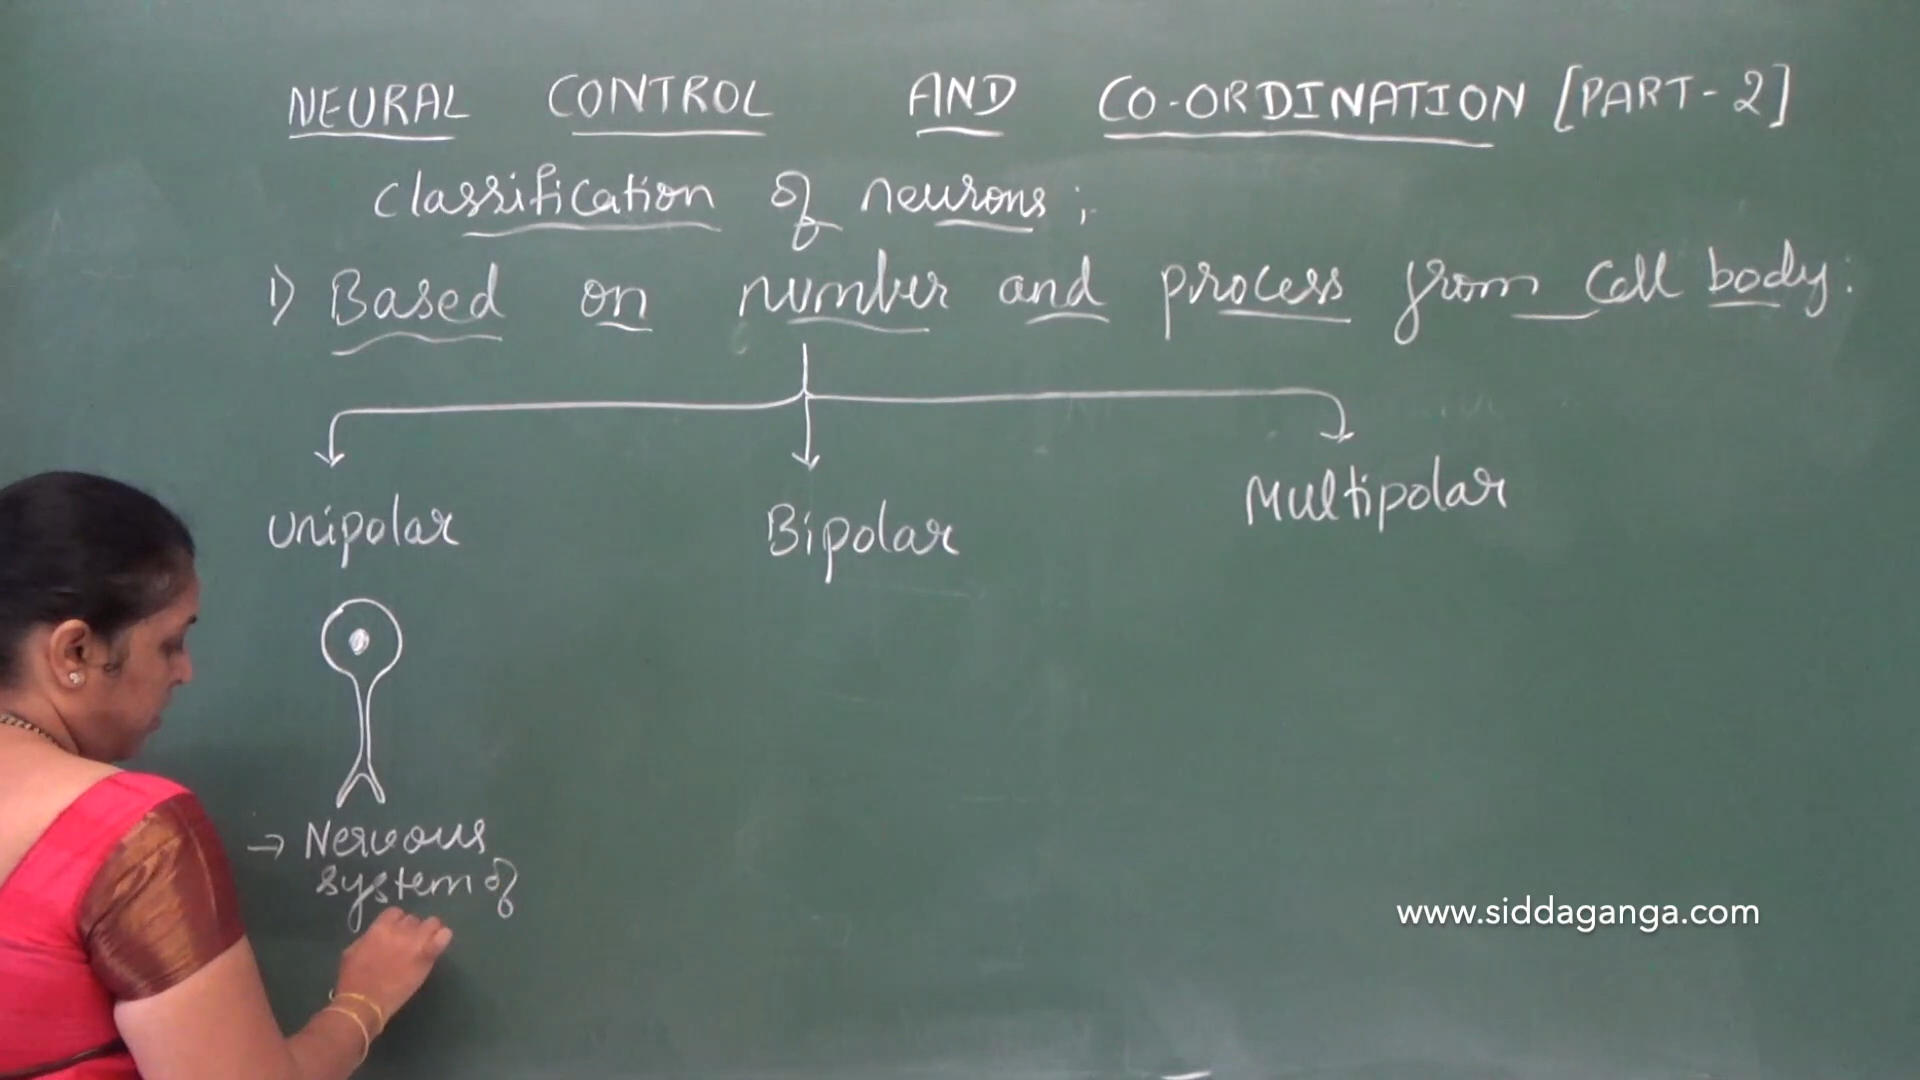 NEURAL CONTROL AND CO-ORDINATION [PART-2]
classification of neurons :-
1) Based on number and process from cell body :
Unipolar
Bipolar
Multipolar
→ Nervous
system of
www.siddaganga.com